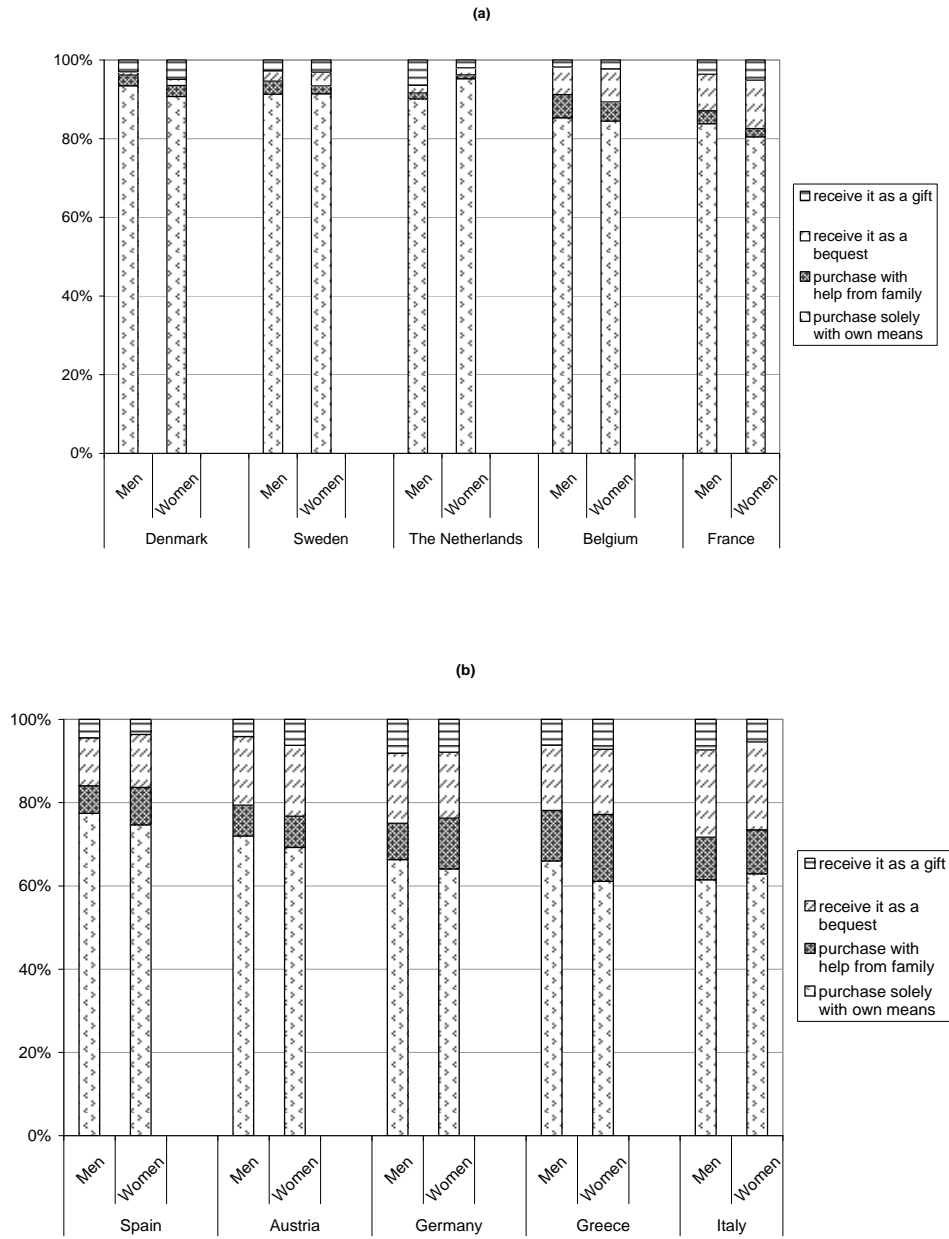 (a)
100%
80%
60%
40%
20%
0%
Men
Women
Men
Women
Men
Women
Men
Women
Men
Women
Denmark
Sweden
The Netherlands
Belgium
France
receive it as a gift
receive it as a
bequest
purchase with
help from family
purchase solely
with own means
(b)
100%
80%
60%
40%
20%
0%
Men
Women
Men
Women
Men
Women
Men
Women
Men
Women
Spain
Austria
Germany
Greece
Italy
receive it as a gift
receive it as a
bequest
purchase with
help from family
purchase solely
with own means